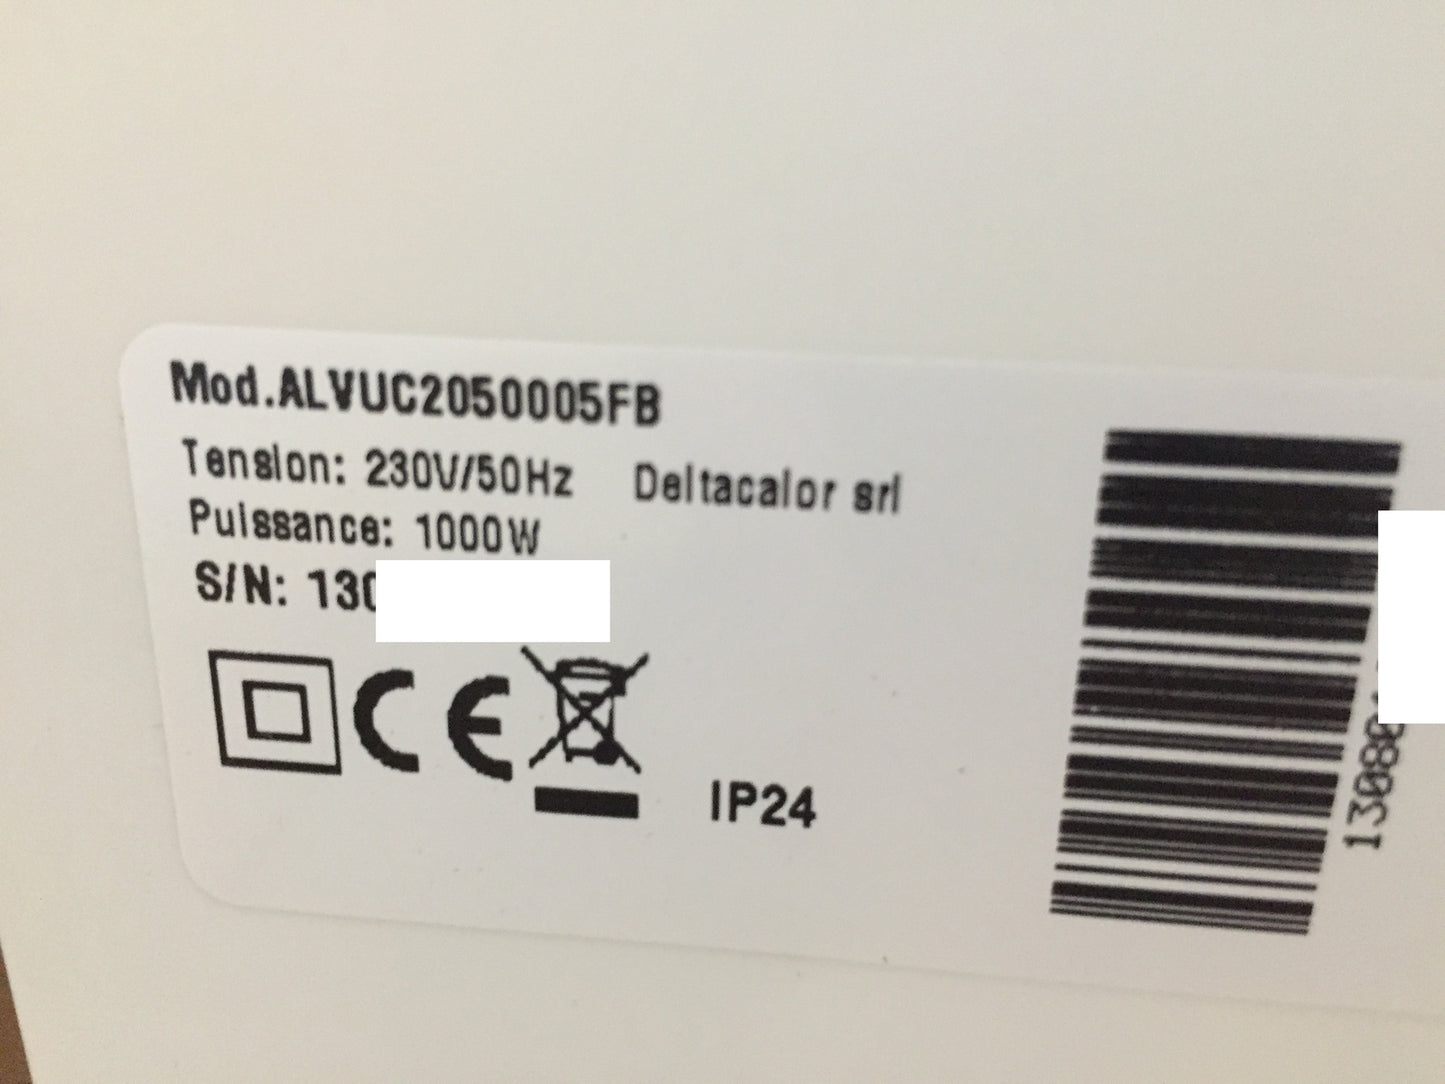 Mod.ALVUC2050005FB
Tension: 230V/50Hz Deltacalor srl
Puissance: 1000W
S/N: 130
CE
IP24
1308